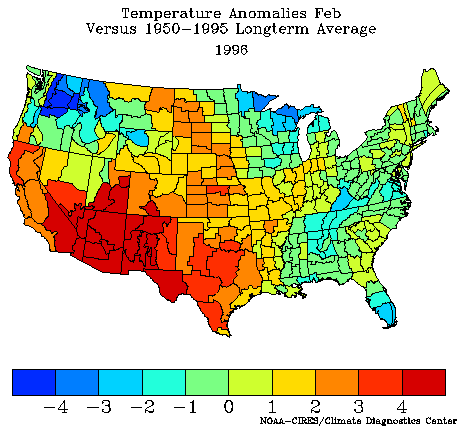 Temperature Anomalies Feb
Versus 1950-1995 Longterm Average
1996
-4 -3 -2 -1 0 1 2 3 4
NOAA-CIRES/Climate Diagnostics Center